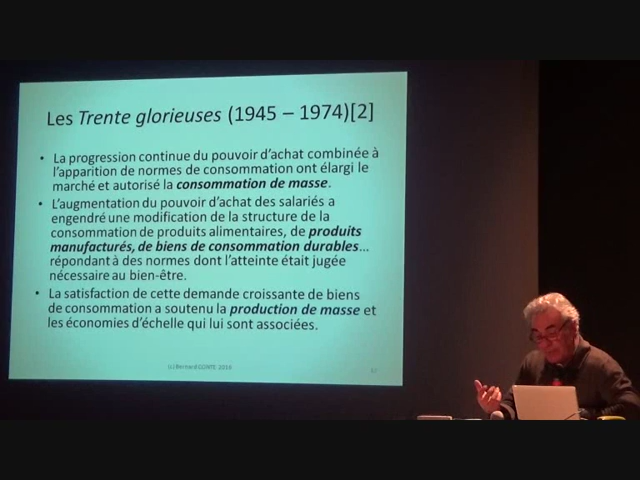 Les Trente glorieuses (1945 – 1974)[2]
• La progression continue du pouvoir d'achat combinée à
l'apparition de normes de consommation ont élargi le
marché et autorisé la consommation de masse.
• L'augmentation du pouvoir d'achat des salariés a
engendré une modification de la structure de la
consommation de produits alimentaires, de produits
manufacturés, de biens de consommation durables…
répondant à des normes dont l'atteinte était jugée
nécessaire au bien-être.
• La satisfaction de cette demande croissante de biens
de consommation a soutenu la production de masse et
les économies d'échelle qui lui sont associées.
(c) Bernard